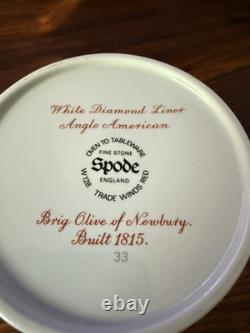 White Diamond Linor
Anglo American
OVEN TO TABLEWARE
FINE STONE
Spode
ENGLAND
W128 TRADE WINDS RED
Brig Olive of Newbury.
Built 1815.
33